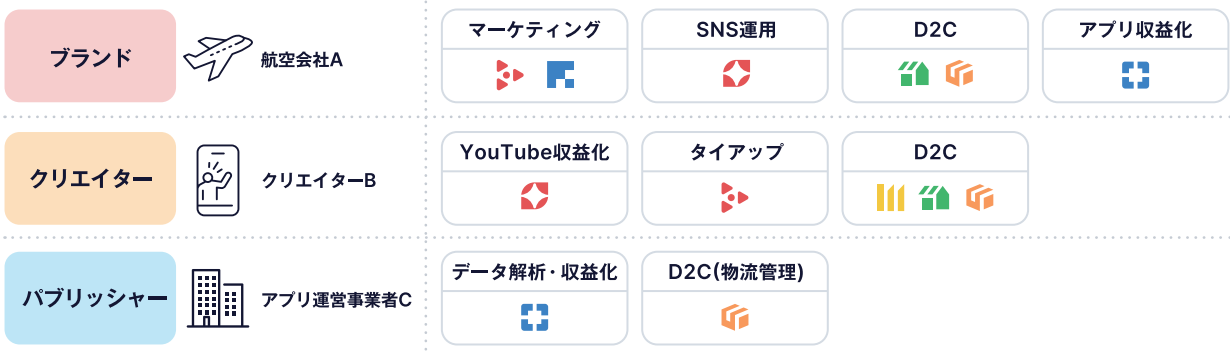 ブランド
航空会社A
マーケティング
SNS運用
D2C
アプリ収益化
クリエイター
クリエイターB
YouTube収益化
タイアップ
D2C
パブリッシャー
アプリ運営事業者C
データ解析・収益化
D2C(物流管理)